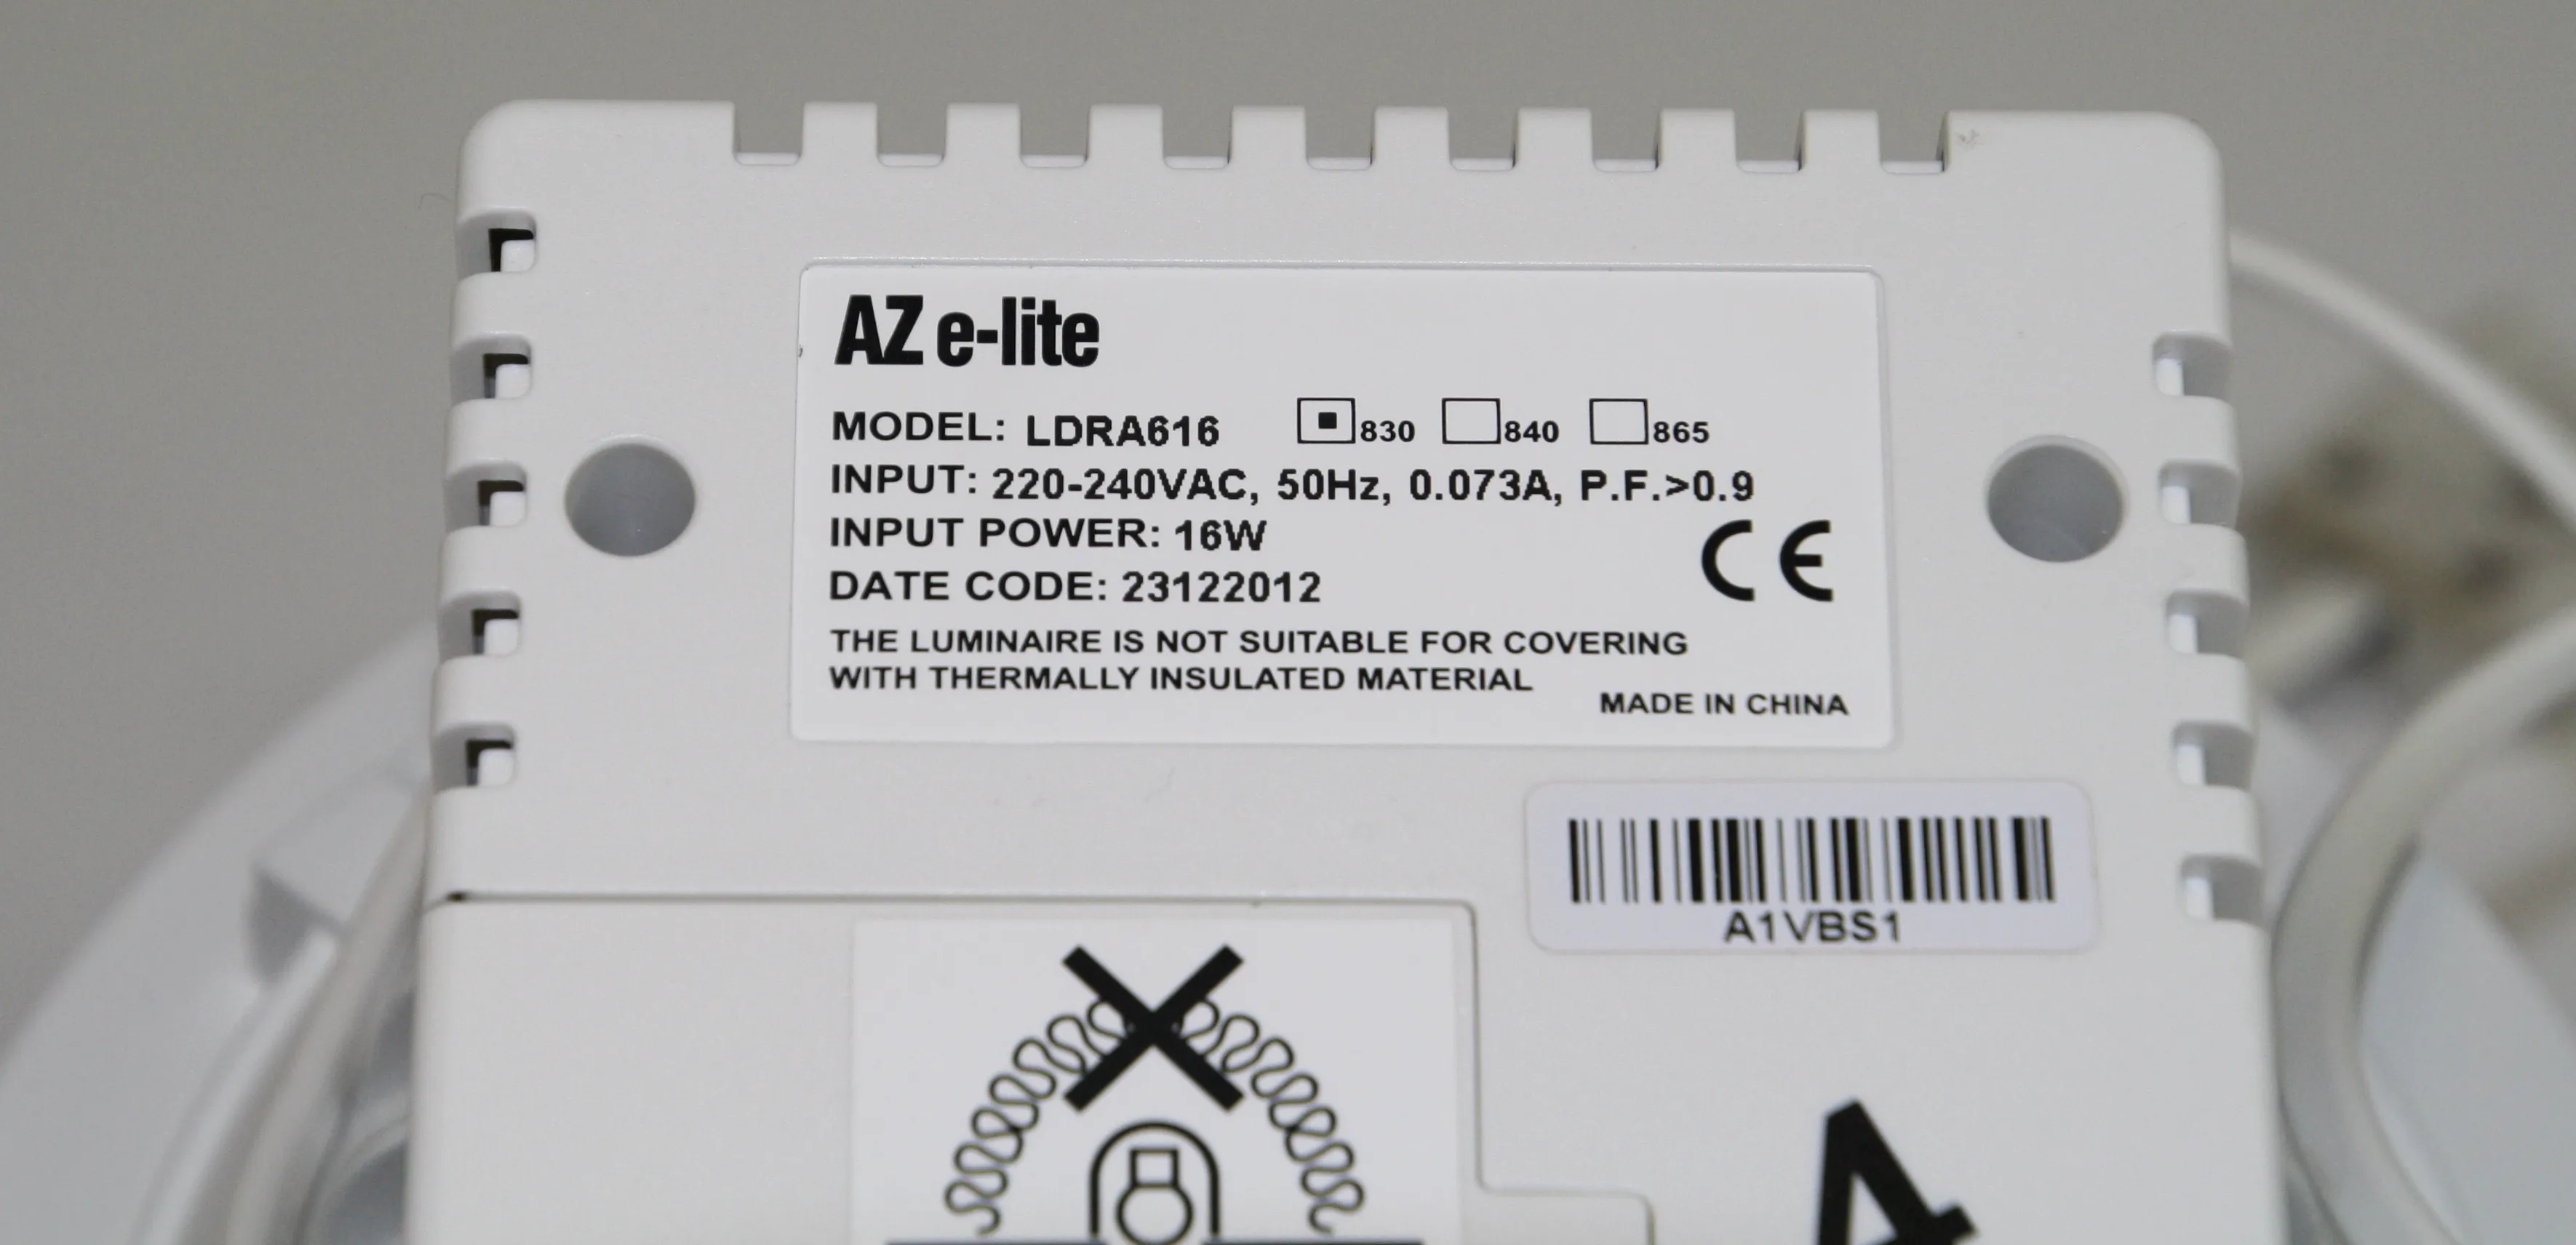 AZ e-lite
MODEL: LDRA616 830 840 865
INPUT: 220-240VAC, 50Hz, 0.073A, P.F.>0.9
INPUT POWER: 16W
CE
DATE CODE: 23122012
THE LUMINAIRE IS NOT SUITABLE FOR COVERING
WITH THERMALLY INSULATED MATERIAL
MADE IN CHINA
A1VBS1